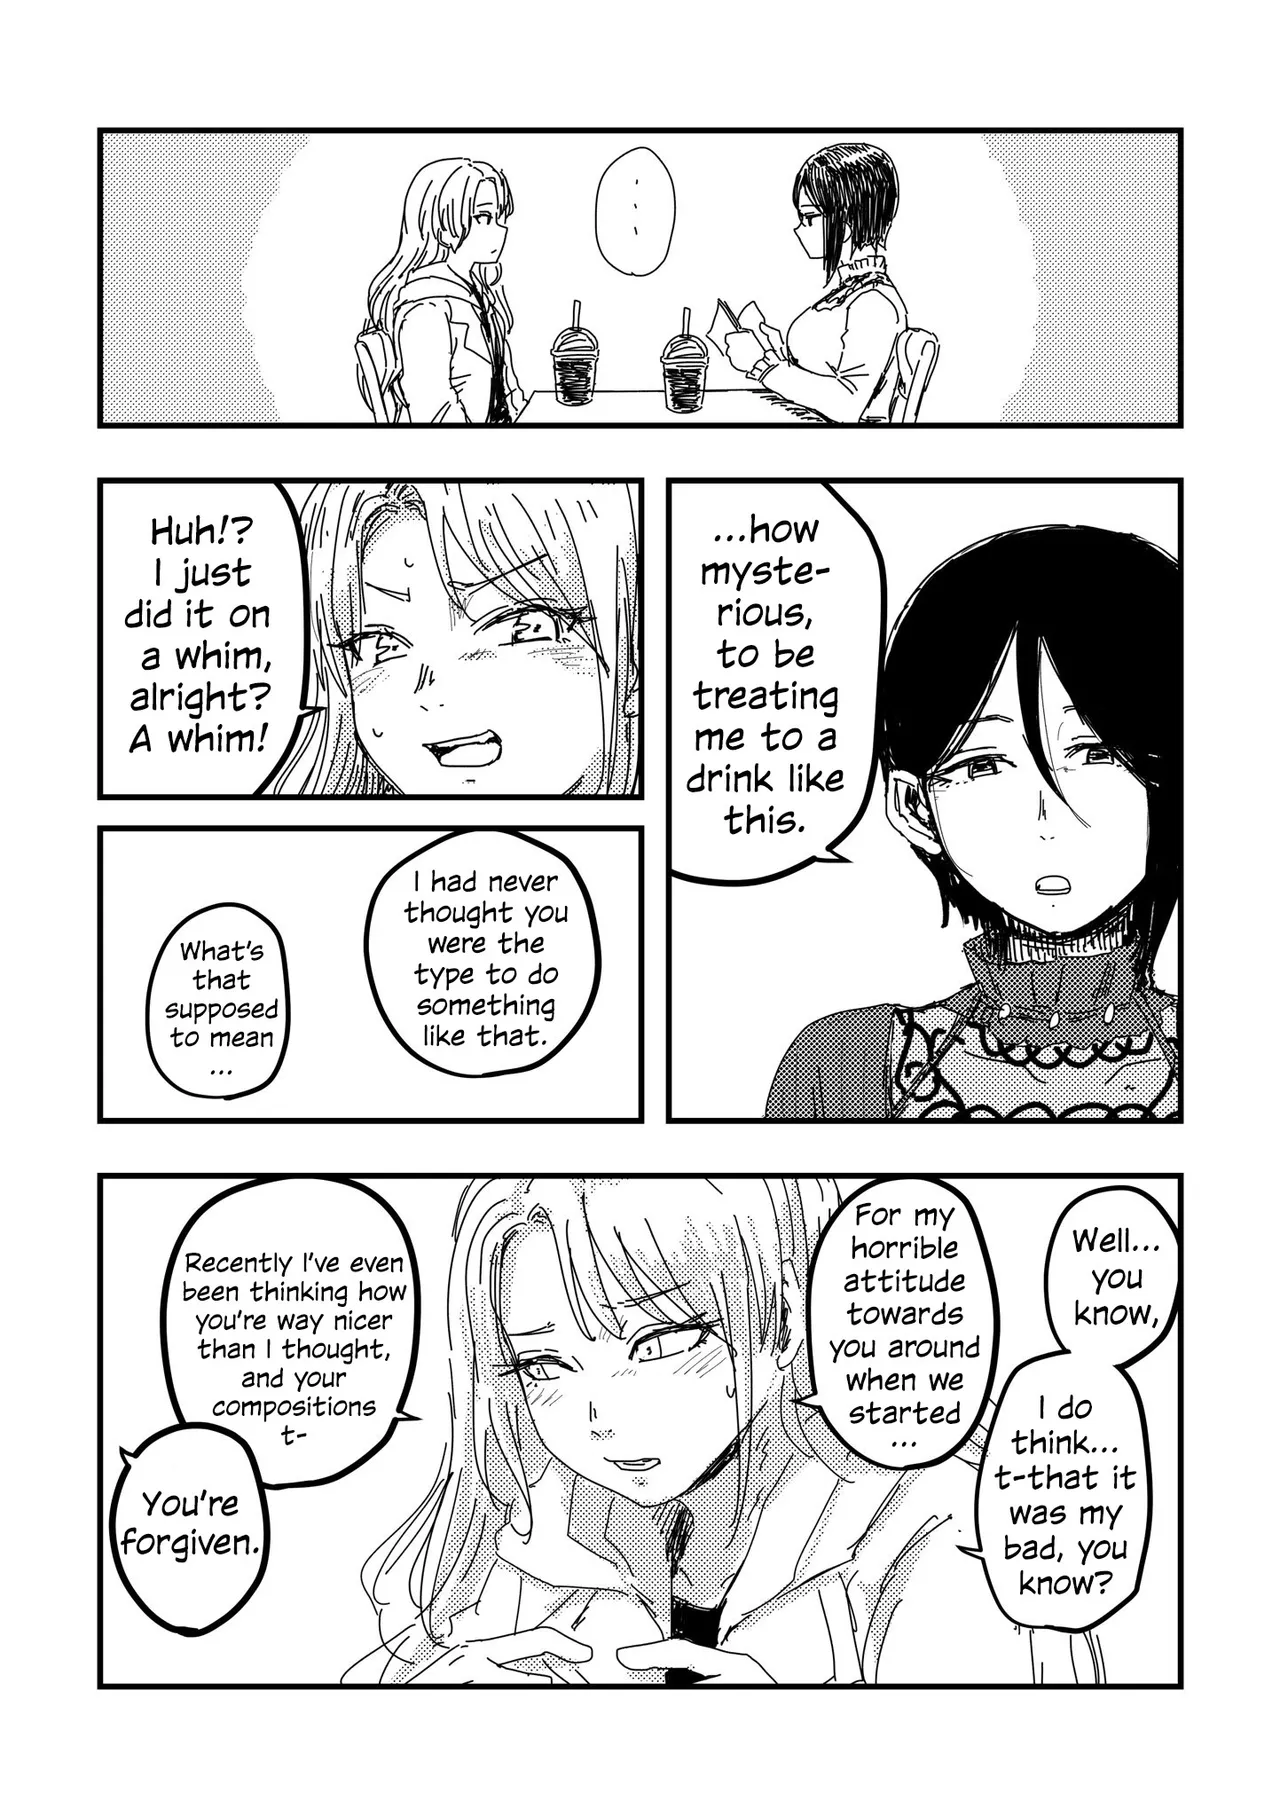 ...
...how
myste-
rious,
to be
treating
me to a
drink like
this.
Huh!?
I just
did it on
a whim,
alright?
A whim!
I had never
thought you
were the
type to do
something
like that.
What's
that
supposed
to mean
...
Well...
you
know,
I do
think...
t-that it
was my
bad, you
know?
For my
horrible
attitude
towards
you around
when we
started
...
Recently I've even
been thinking how
you're way nicer
than I thought,
and your
compositions
t-
You're
forgiven.